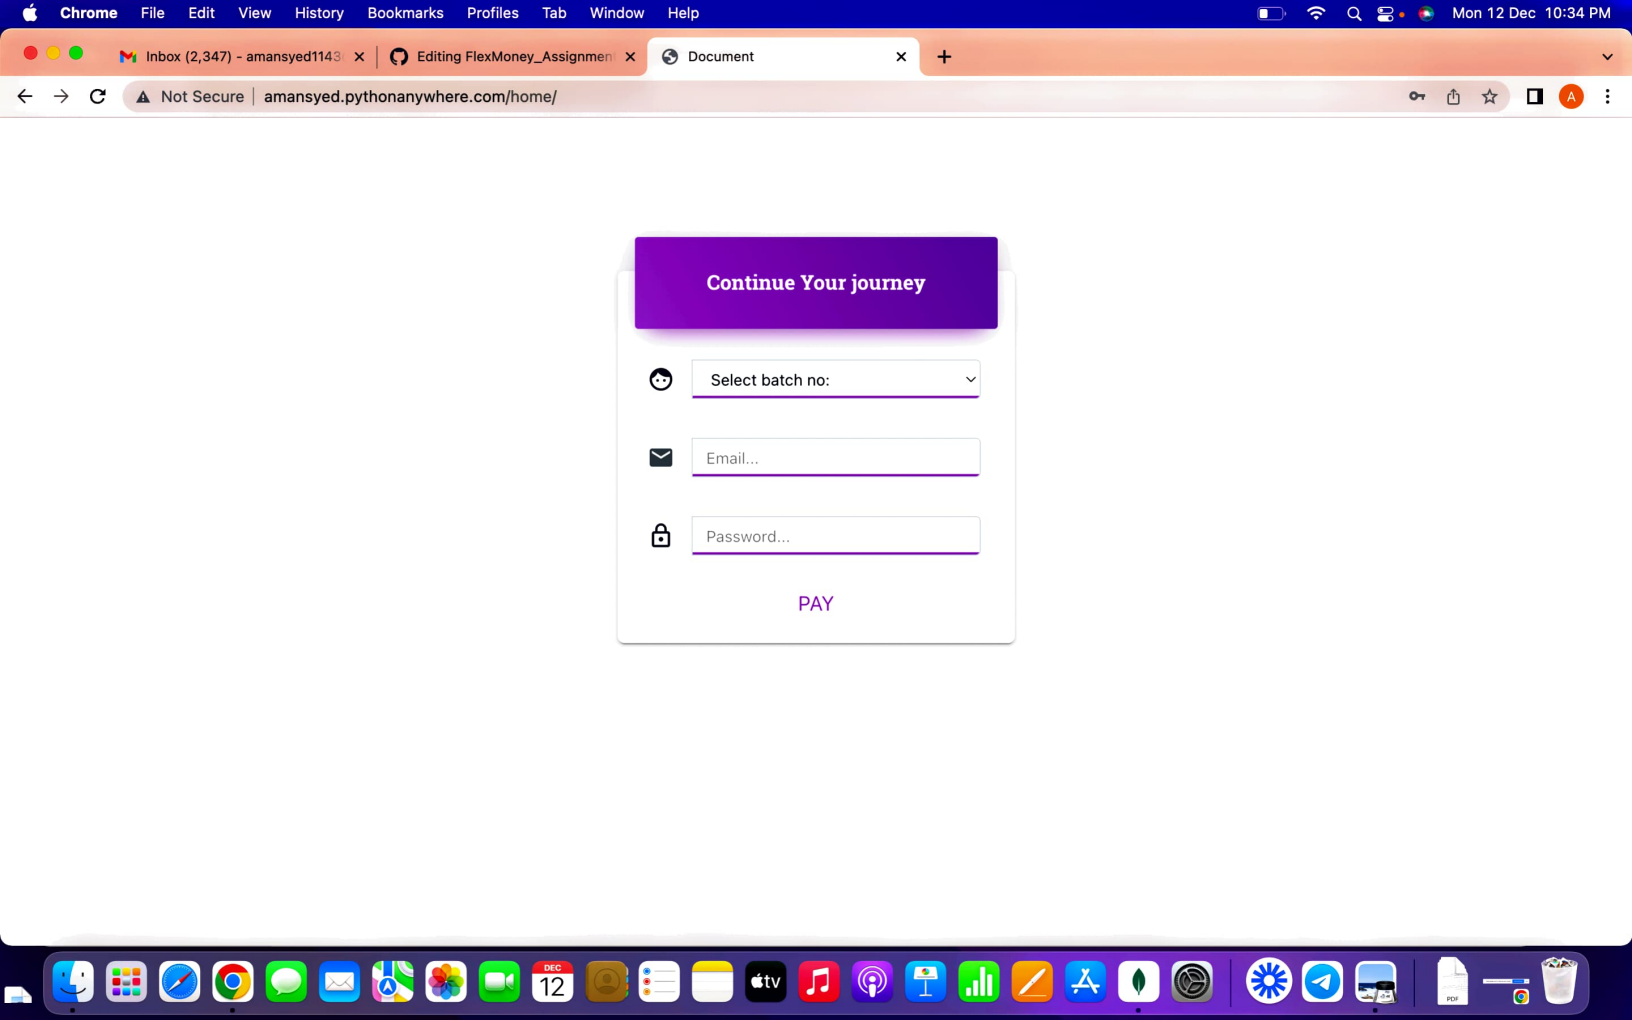 Chrome File Edit View History Bookmarks Profiles Tab Window Help Mon 12 Dec 10:34 PM
Inbox (2,347) - amansyed1143 Editing FlexMoney_Assignment Document
Not Secure amansyed.pythonanywhere.com/home/ A
Continue Your journey
Select batch no:
Email...
Password...
PAY
DEC
12
tv
PDF